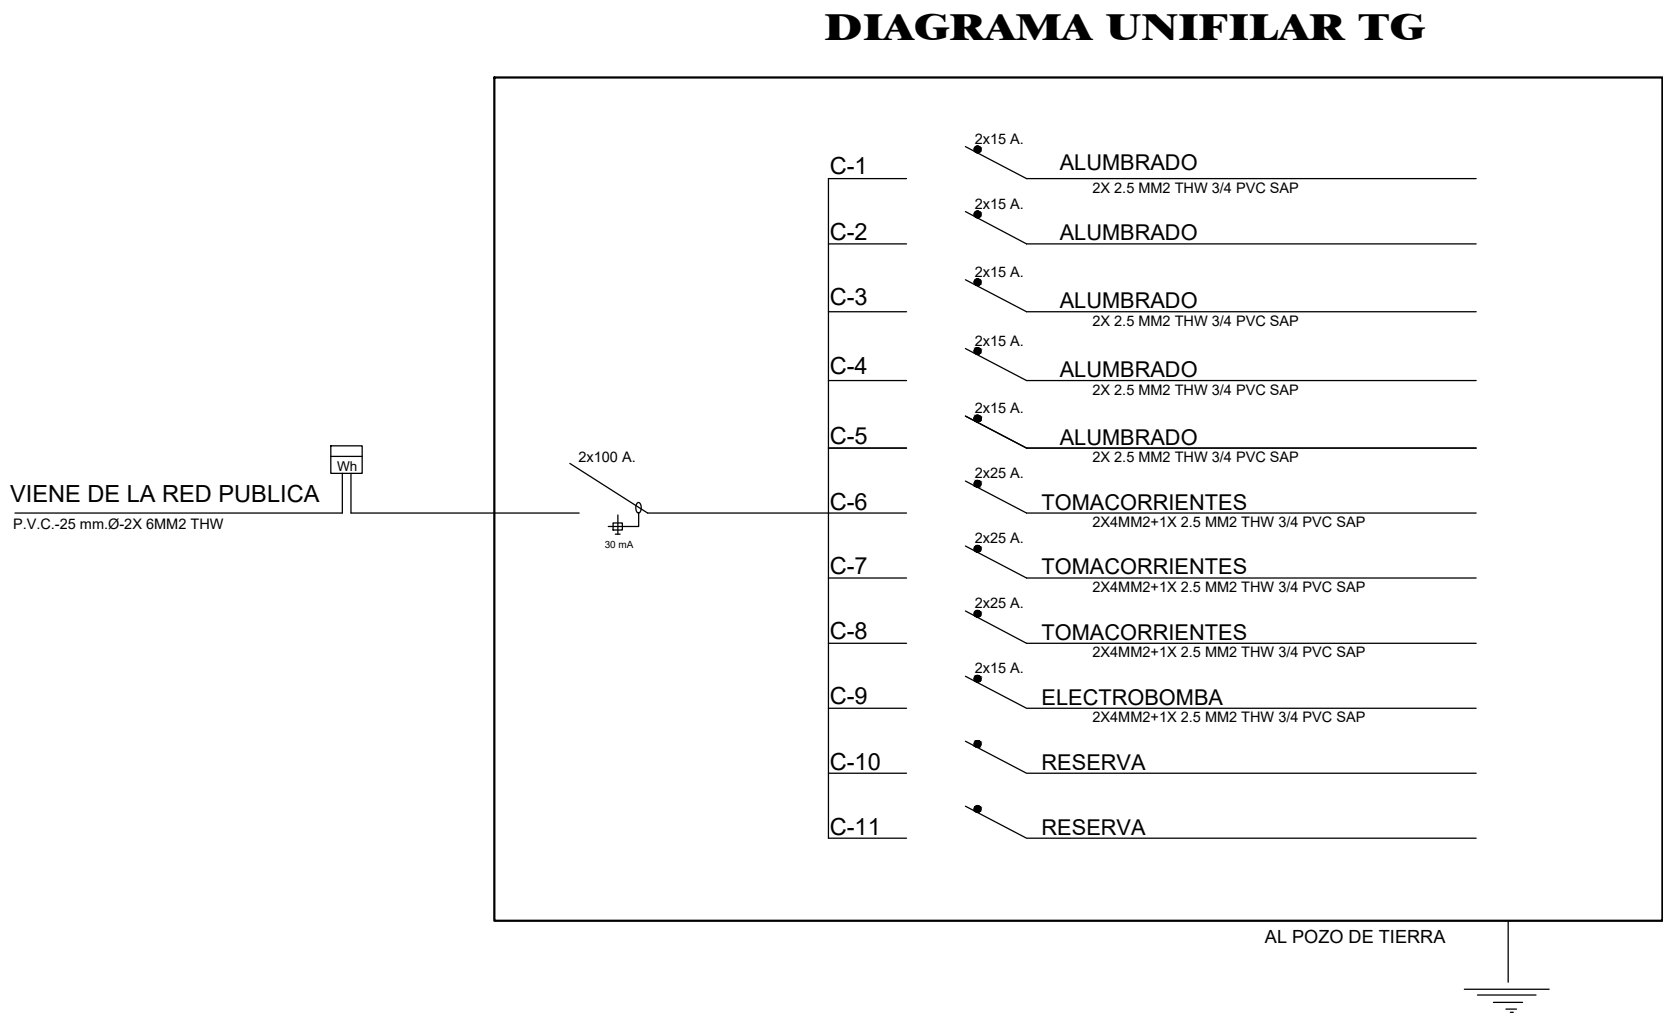 DIAGRAMA UNIFILAR TG
2x15 A.
C-1 ALUMBRADO
2X 2.5 MM2 THW 3/4 PVC SAP
2x15 A.
C-2 ALUMBRADO
2x15 A.
C-3 ALUMBRADO
2X 2.5 MM2 THW 3/4 PVC SAP
2x15 A.
C-4 ALUMBRADO
2X 2.5 MM2 THW 3/4 PVC SAP
2x15 A.
C-5 ALUMBRADO
2X 2.5 MM2 THW 3/4 PVC SAP
2x100 A.
Wh
VIENE DE LA RED PUBLICA
P.V.C.-25 mm.Ø-2X 6MM2 THW
30 mA
2x25 A.
C-6 TOMACORRIENTES
2X4MM2+1X 2.5 MM2 THW 3/4 PVC SAP
2x25 A.
C-7 TOMACORRIENTES
2X4MM2+1X 2.5 MM2 THW 3/4 PVC SAP
2x25 A.
C-8 TOMACORRIENTES
2X4MM2+1X 2.5 MM2 THW 3/4 PVC SAP
2x15 A.
C-9 ELECTROBOMBA
2X4MM2+1X 2.5 MM2 THW 3/4 PVC SAP
C-10 RESERVA
C-11 RESERVA
AL POZO DE TIERRA